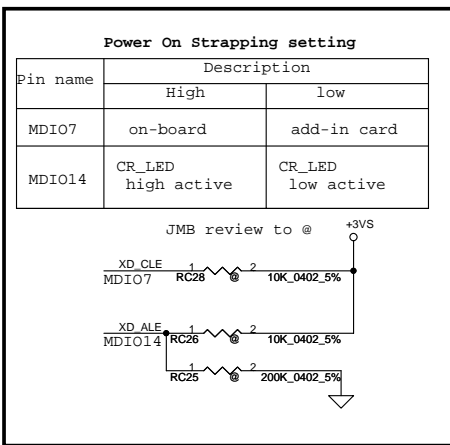 Power On Strapping setting
Pin name Description
High low
MDIO7 on-board add-in card
MDIO14 CR_LED high active CR_LED low active
JMB review to @ +3VS
XD_CLE 1 2
MDIO7 RC28 @ 10K_0402_5%
XD_ALE 1 2
MDIO14 RC26 @ 10K_0402_5%
1 2
RC25 @ 200K_0402_5%